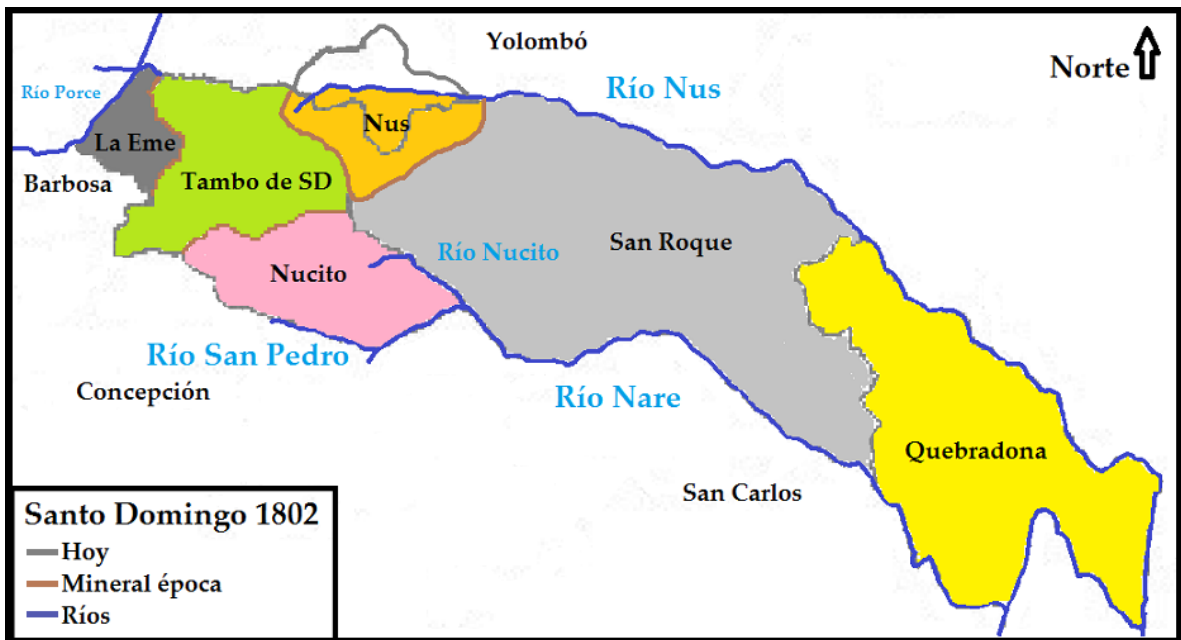 Yolombó
Norte
Río Porce
Río Nus
La Eme
Nus
Barbosa
Tambo de SD
Río Nucito
San Roque
Nucito
Río San Pedro
Concepción
Río Nare
Quebradona
San Carlos
Santo Domingo 1802
Hoy
Mineral época
Ríos